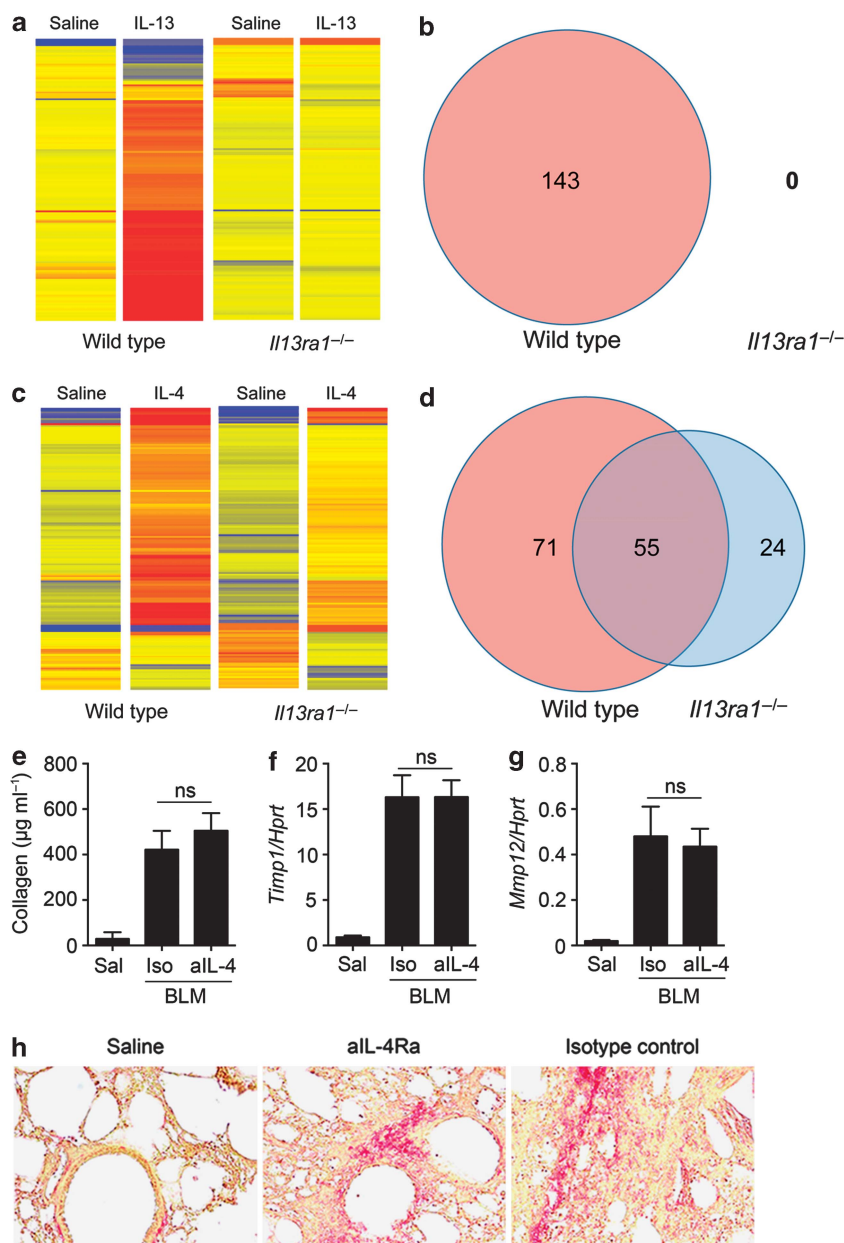 a
Saline IL-13 Saline IL-13
Wild type Il13ra1–/–
b
143
0
Wild type
Il13ra1–/–
c
Saline IL-4 Saline IL-4
Wild type Il13ra1–/–
d
71 55 24
Wild type Il13ra1–/–
e
Collagen (µg ml–1)
800
600
400
200
0
ns
Sal Iso aIL-4
BLM
f
Timp1/Hprt
20
15
10
5
0
ns
Sal Iso aIL-4
BLM
g
Mmp12/Hprt
0.8
0.6
0.4
0.2
0
ns
Sal Iso aIL-4
BLM
h
Saline aIL-4Ra Isotype control